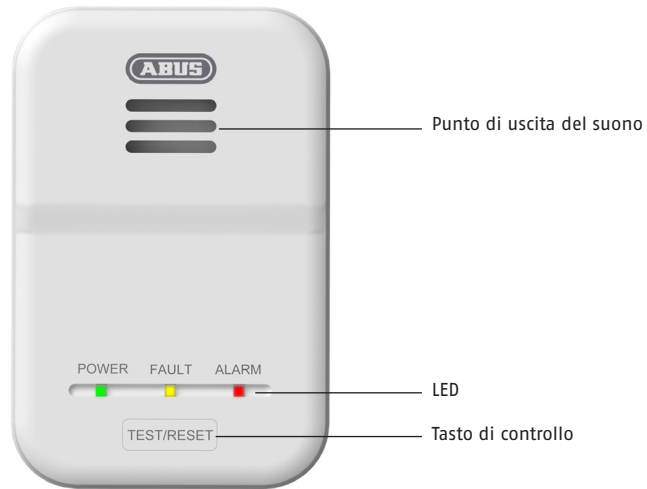 ABUS
Punto di uscita del suono
POWER FAULT ALARM
LED
TEST/RESET
Tasto di controllo